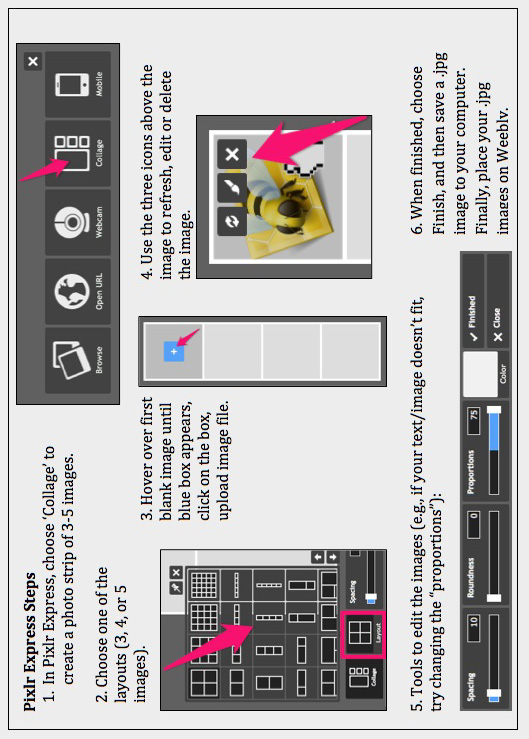 Pixlr Express Steps
1. In Pixlr Express, choose ‘Collage’ to
create a photo strip of 3-5 images.
Browse
Open URL
Webcam
Collage
Mobile
2. Choose one of the
layouts (3, 4, or 5
images).
Collage
Layout
Spacing
3. Hover over first
blank image until
blue box appears,
click on the box,
upload image file.
4. Use the three icons above the
image to refresh, edit or delete
the image.
5. Tools to edit the images (e.g., if your text/image doesn’t fit,
try changing the “proportions”):
Spacing 10
Roundness 0
Proportions 75
Color
Finished
Close
6. When finished, choose
Finish, and then save a .jpg
image to your computer.
Finally, place your .jpg
images on Weebly.